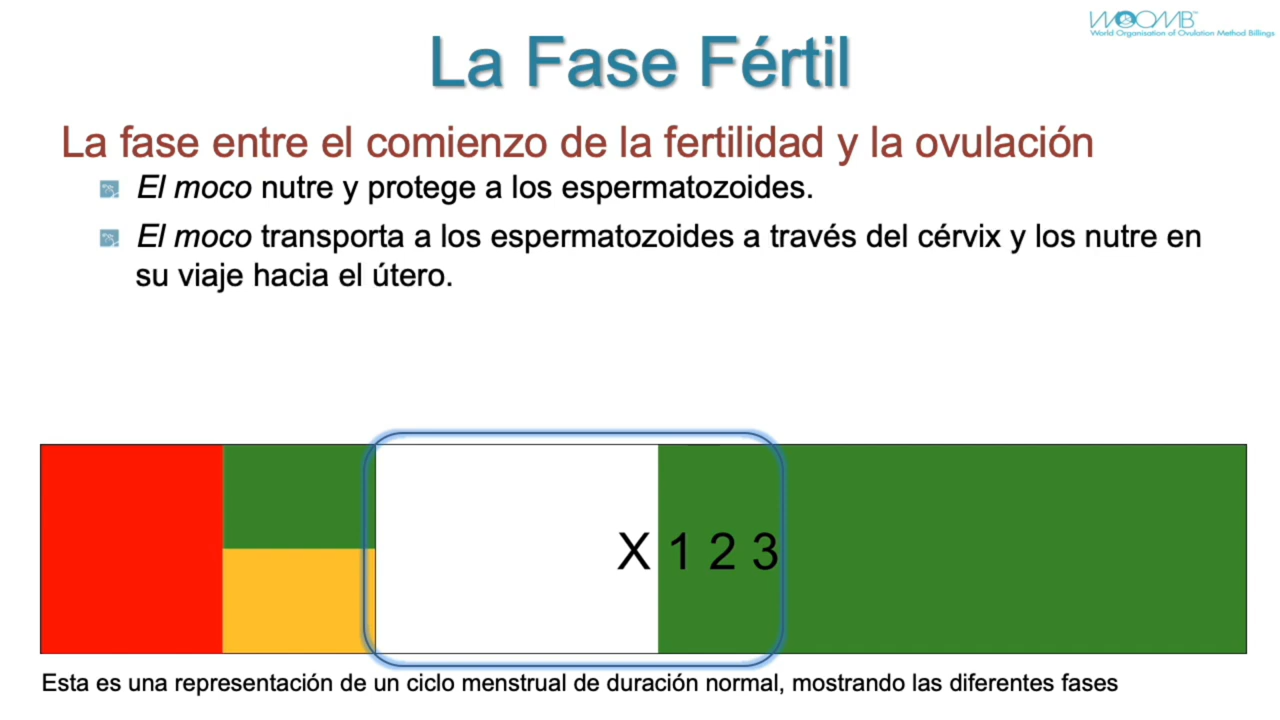 WOOMB™
World Organisation of Ovulation Method Billings
La Fase Fértil
La fase entre el comienzo de la fertilidad y la ovulación
El moco nutre y protege a los espermatozoides.
El moco transporta a los espermatozoides a través del cérvix y los nutre en
su viaje hacia el útero.
X 1 2 3
Esta es una representación de un ciclo menstrual de duración normal, mostrando las diferentes fases